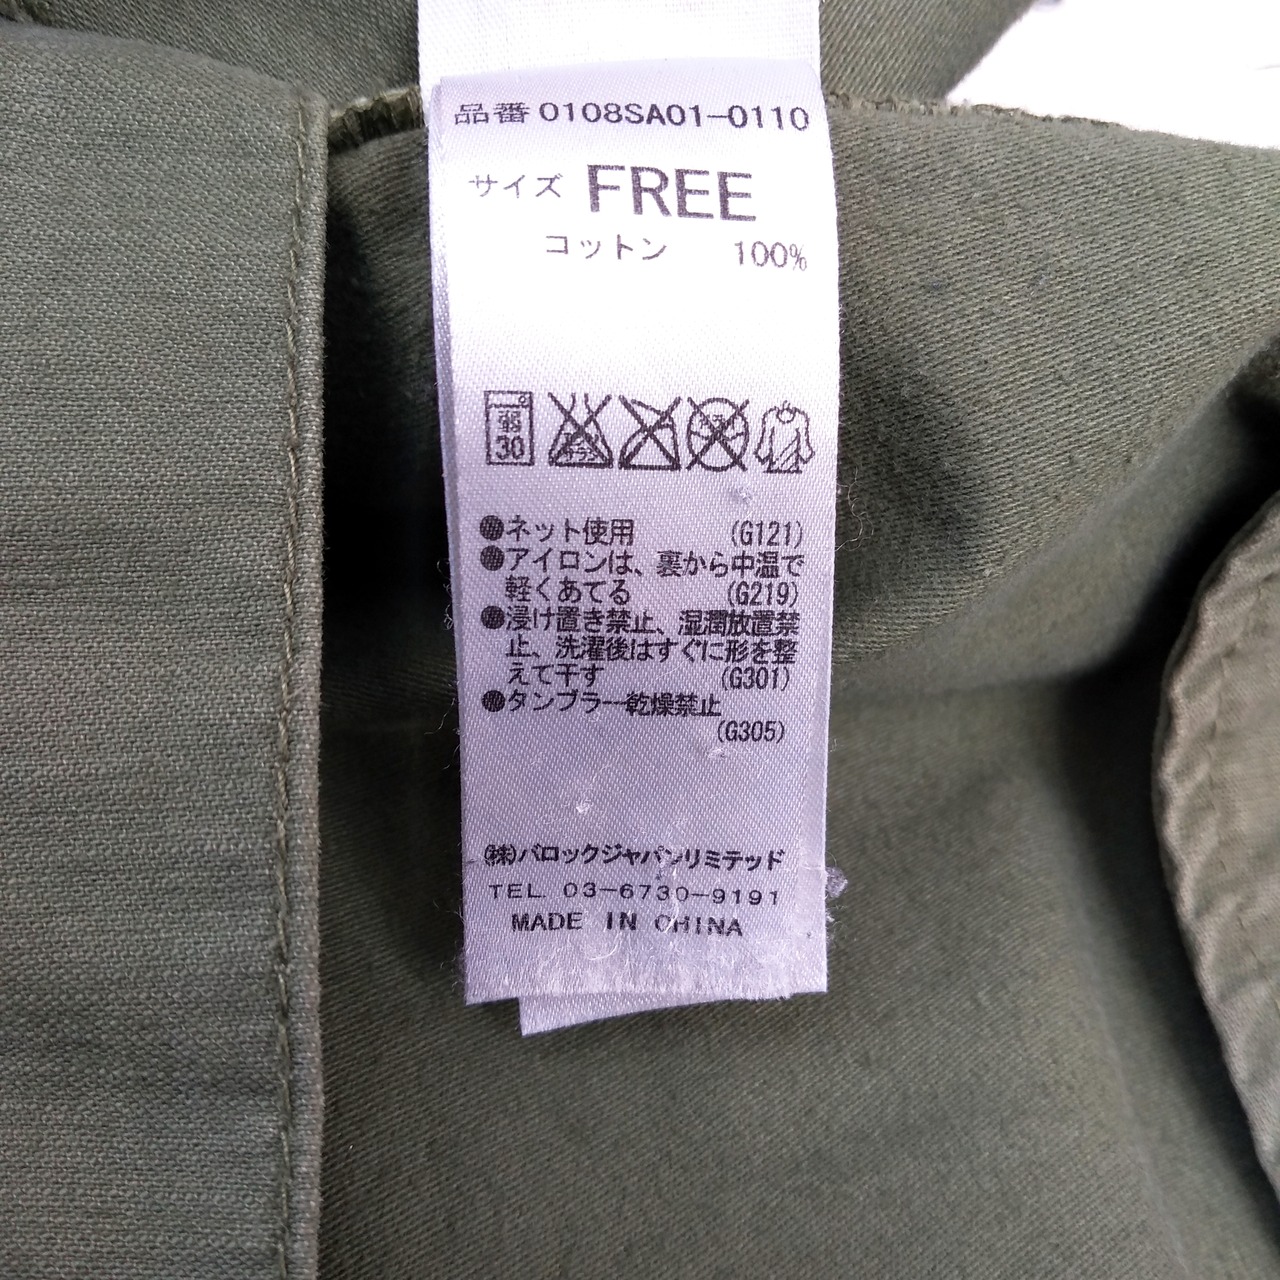 品番 0108SA01-0110
サイズ FREE
コットン 100%
弱
30
●ネット使用 (G121)
●アイロンは、裏から中温で
軽くあてる (G219)
●浸け置き禁止、湿潤放置禁
止、洗濯後はすぐに形を整
えて干す (G301)
●タンブラー乾燥禁止
(G305)
㈱バロックジャパンリミテッド
TEL 03-6730-9191
MADE IN CHINA